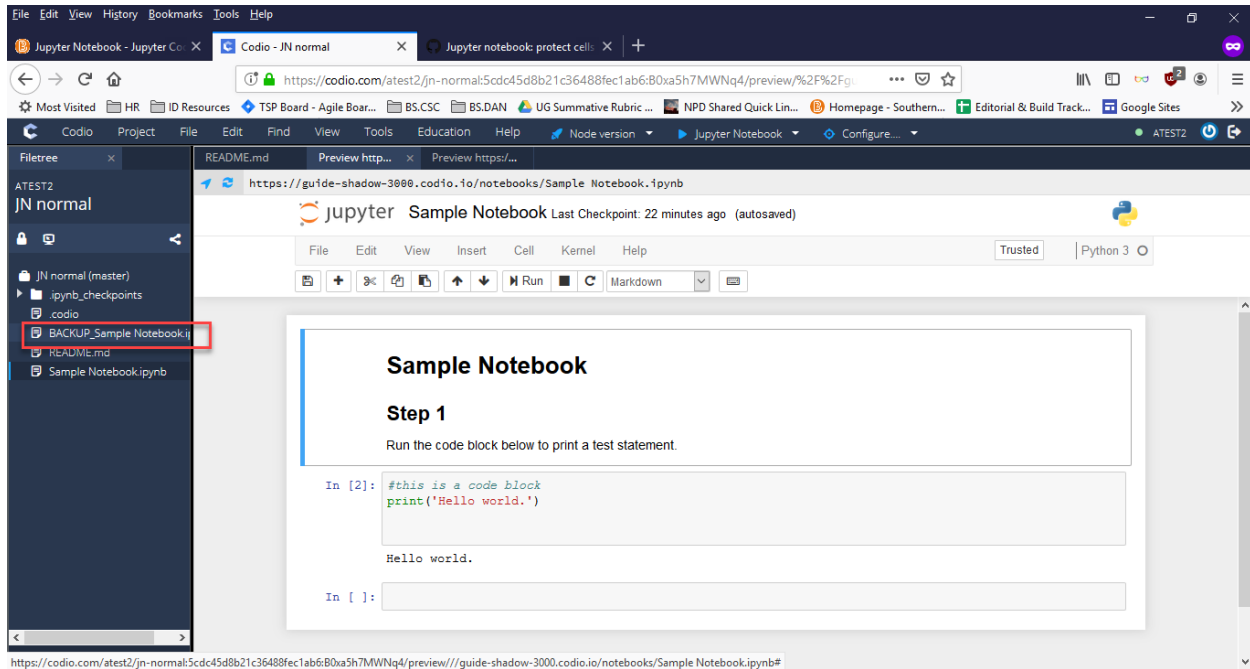 File Edit View History Bookmarks Tools Help
Jupyter Notebook - Jupyter Co
Codio - JN normal
Jupyter notebook: protect cells
https://codio.com/atest2/jn-normal:5cdc45d8b21c36488fec1ab6:B0xa5h7MWNq4/preview/%2F%2Fgu
2
Most Visited HR ID Resources TSP Board - Agile Boar... BS.CSC BS.DAN UG Summative Rubric ... NPD Shared Quick Lin... Homepage - Southern... Editorial & Build Track... Google Sites
Codio Project File Edit Find View Tools Education Help Node version Jupyter Notebook Configure.... ATEST2
Filetree
README.md Preview http... Preview https:/...
ATEST2
JN normal
https://guide-shadow-3000.codio.io/notebooks/Sample Notebook.ipynb
jupyter Sample Notebook Last Checkpoint: 22 minutes ago (autosaved)
File Edit View Insert Cell Kernel Help Trusted Python 3
Run Markdown
JN normal (master)
.ipynb_checkpoints
.codio
BACKUP_Sample Notebook.ip
README.md
Sample Notebook.ipynb
Sample Notebook
Step 1
Run the code block below to print a test statement.
In [2]: #this is a code block
print('Hello world.')
Hello world.
In [ ]:
https://codio.com/atest2/jn-normal:5cdc45d8b21c36488fec1ab6:B0xa5h7MWNq4/preview///guide-shadow-3000.codio.io/notebooks/Sample Notebook.ipynb#